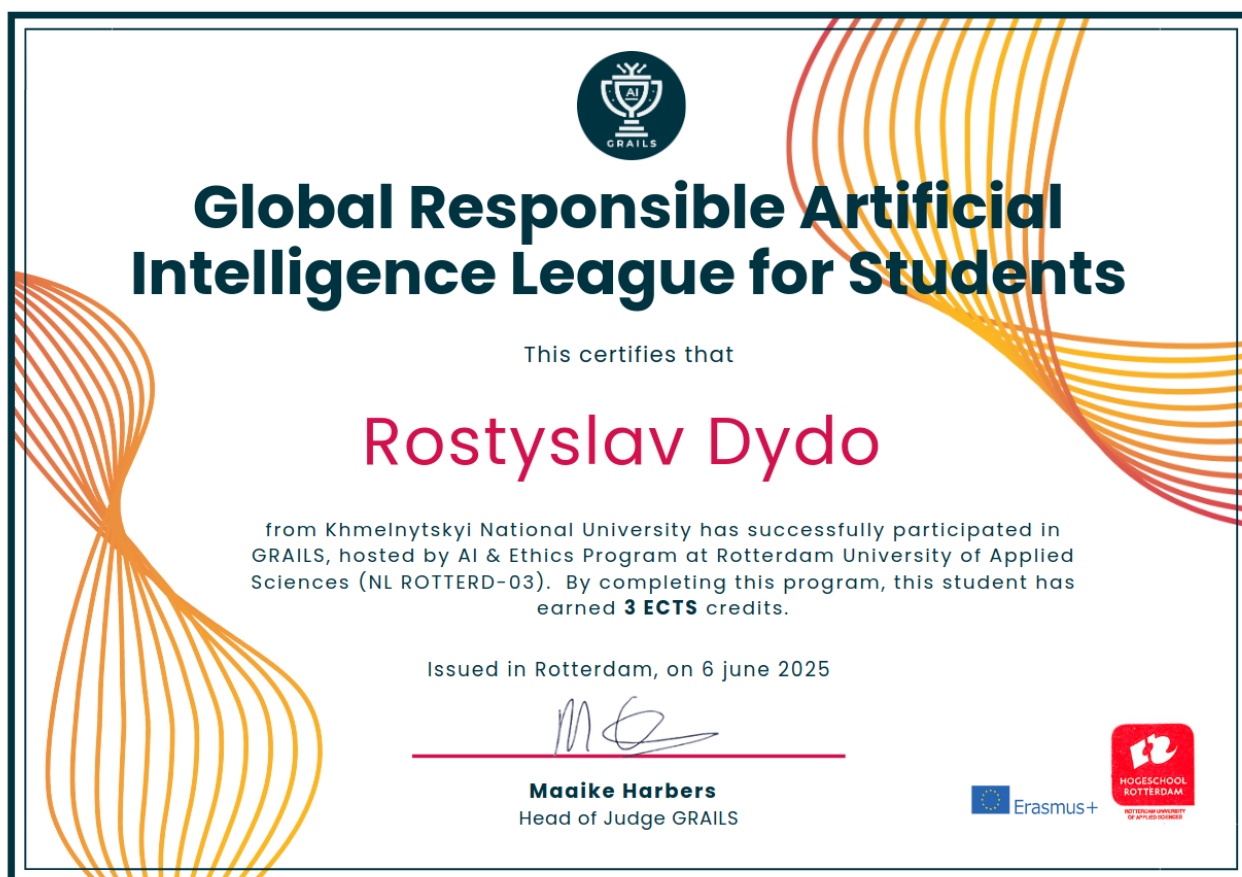 AI
GRAILS
Global Responsible Artificial
Intelligence League for Students
This certifies that
Rostyslav Dydo
from Khmelnytskyi National University has successfully participated in
GRAILS, hosted by AI & Ethics Program at Rotterdam University of Applied
Sciences (NL ROTTERD-03).  By completing this program, this student has
earned 3 ECTS credits.
Issued in Rotterdam, on 6 june 2025
Maaike Harbers
Head of Judge GRAILS
Erasmus+
HOGESCHOOL
ROTTERDAM
ROTTERDAM UNIVERSITY
OF APPLIED SCIENCES